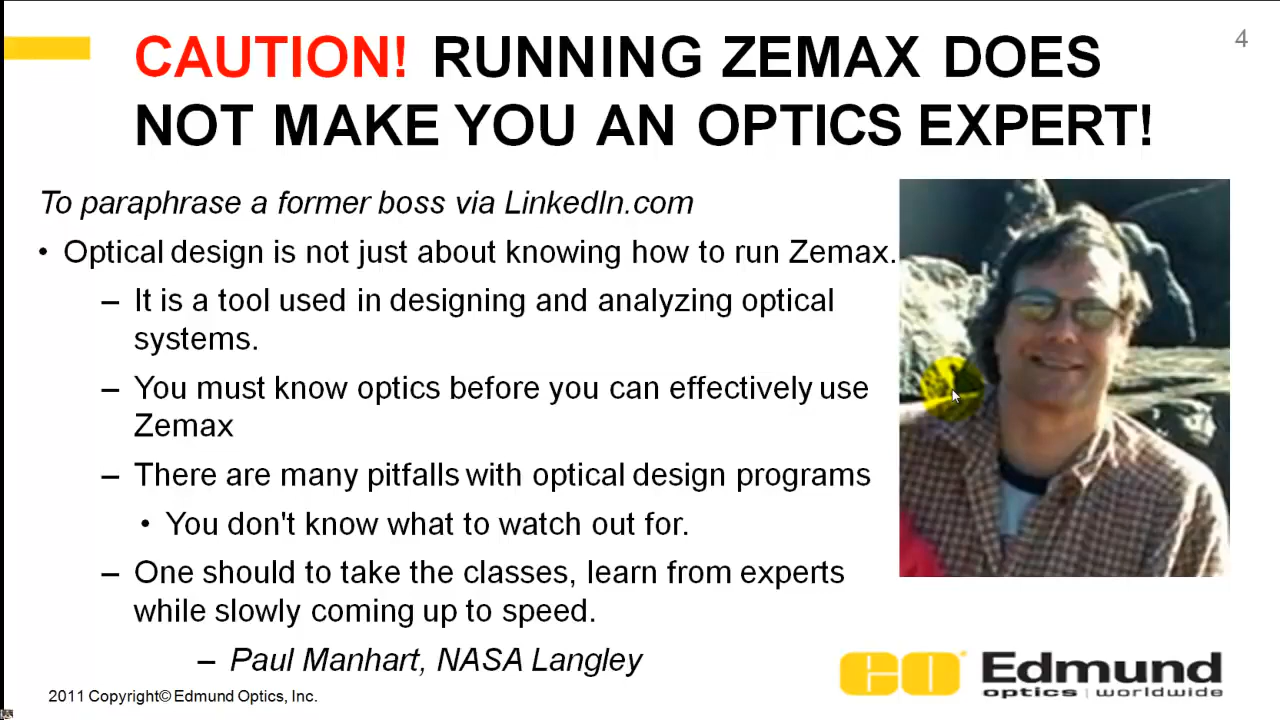 4
CAUTION! RUNNING ZEMAX DOES
NOT MAKE YOU AN OPTICS EXPERT!
To paraphrase a former boss via LinkedIn.com
• Optical design is not just about knowing how to run Zemax.
– It is a tool used in designing and analyzing optical
systems.
– You must know optics before you can effectively use
Zemax
– There are many pitfalls with optical design programs
• You don't know what to watch out for.
– One should to take the classes, learn from experts
while slowly coming up to speed.
– Paul Manhart, NASA Langley
2011 Copyright© Edmund Optics, Inc.
EO Edmund
optics | worldwide